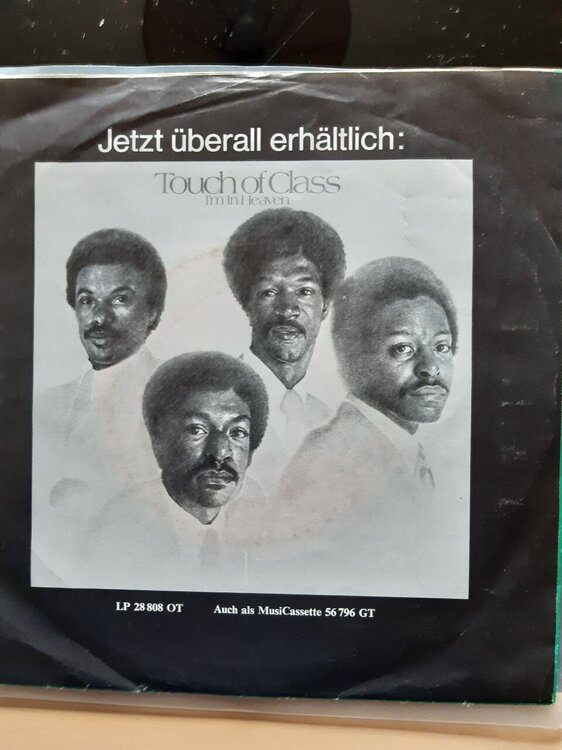 Jetzt überall erhältlich:
Touch of Class
I'm In Heaven
LP 28 808 OT Auch als MusiCassette 56 796 GT